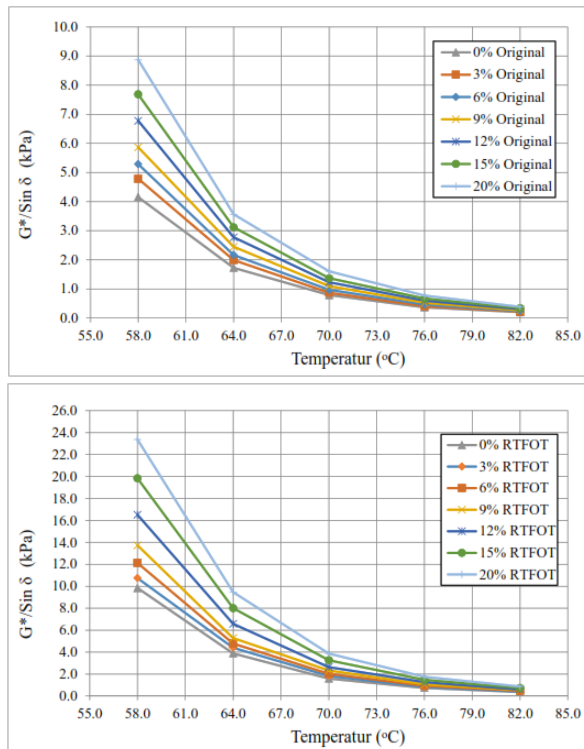 10.0
9.0
8.0
7.0
6.0
5.0
4.0
3.0
2.0
1.0
0.0
G*/Sin δ (kPa)
0% Original
3% Original
6% Original
9% Original
12% Original
15% Original
20% Original
55.0 58.0 61.0 64.0 67.0 70.0 73.0 76.0 79.0 82.0 85.0
Temperatur (°C)
26.0
24.0
22.0
20.0
18.0
16.0
14.0
12.0
10.0
8.0
6.0
4.0
2.0
0.0
G*/Sin δ (kPa)
0% RTFOT
3% RTFOT
6% RTFOT
9% RTFOT
12% RTFOT
15% RTFOT
20% RTFOT
55.0 58.0 61.0 64.0 67.0 70.0 73.0 76.0 79.0 82.0 85.0
Temperatur (°C)